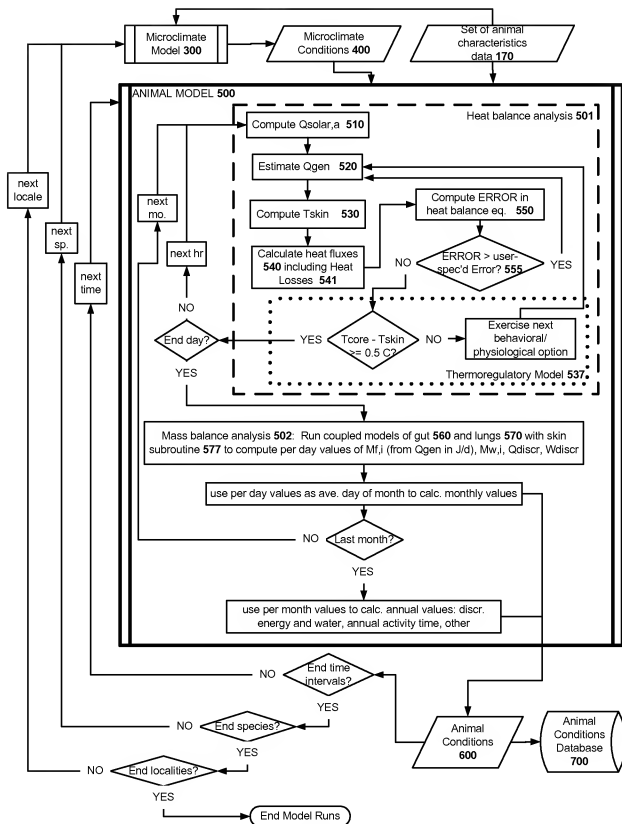 Microclimate
Model 300
Microclimate
Conditions 400
Set of animal
characteristics
data 170
ANIMAL MODEL 500
Heat balance analysis 501
Compute Qsolar,a 510
Estimate Qgen 520
Compute Tskin 530
Calculate heat fluxes
540 including Heat
Losses 541
Compute ERROR in
heat balance eq. 550
ERROR > user-
spec'd Error? 555
YES
NO
next
locale
next
sp.
next
time
next
mo.
next hr
NO
End day?
YES
YES
Tcore - Tskin
>= 0.5 C?
NO
Exercise next
behavioral/
physiological option
Thermoregulatory Model 537
Mass balance analysis 502: Run coupled models of gut 560 and lungs 570 with skin
subroutine 577 to compute per day values of Mf,i (from Qgen in J/d), Mw,i, Qdiscr, Wdiscr
use per day values as ave. day of month to calc. monthly values
NO
Last month?
YES
use per month values to calc. annual values: discr.
energy and water, annual activity time, other
NO
End time
intervals?
YES
NO
End species?
YES
NO
End localities?
YES
End Model Runs
Animal
Conditions
600
Animal
Conditions
Database
700